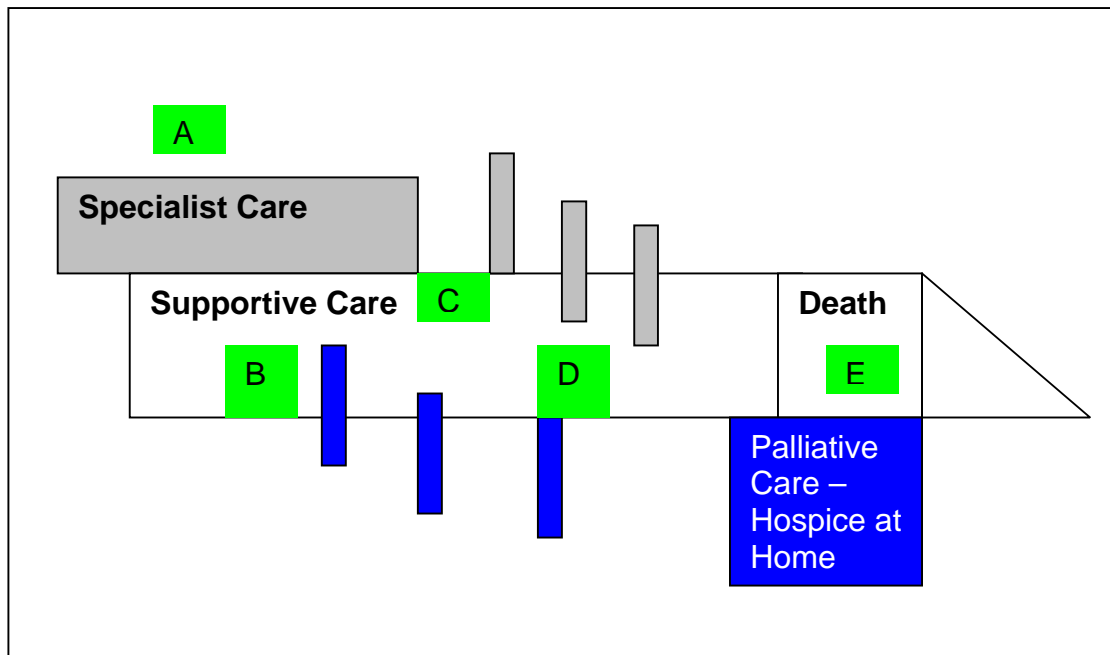 A
Specialist Care
Supportive Care
C
Death
B
D
E
Palliative
Care –
Hospice at
Home